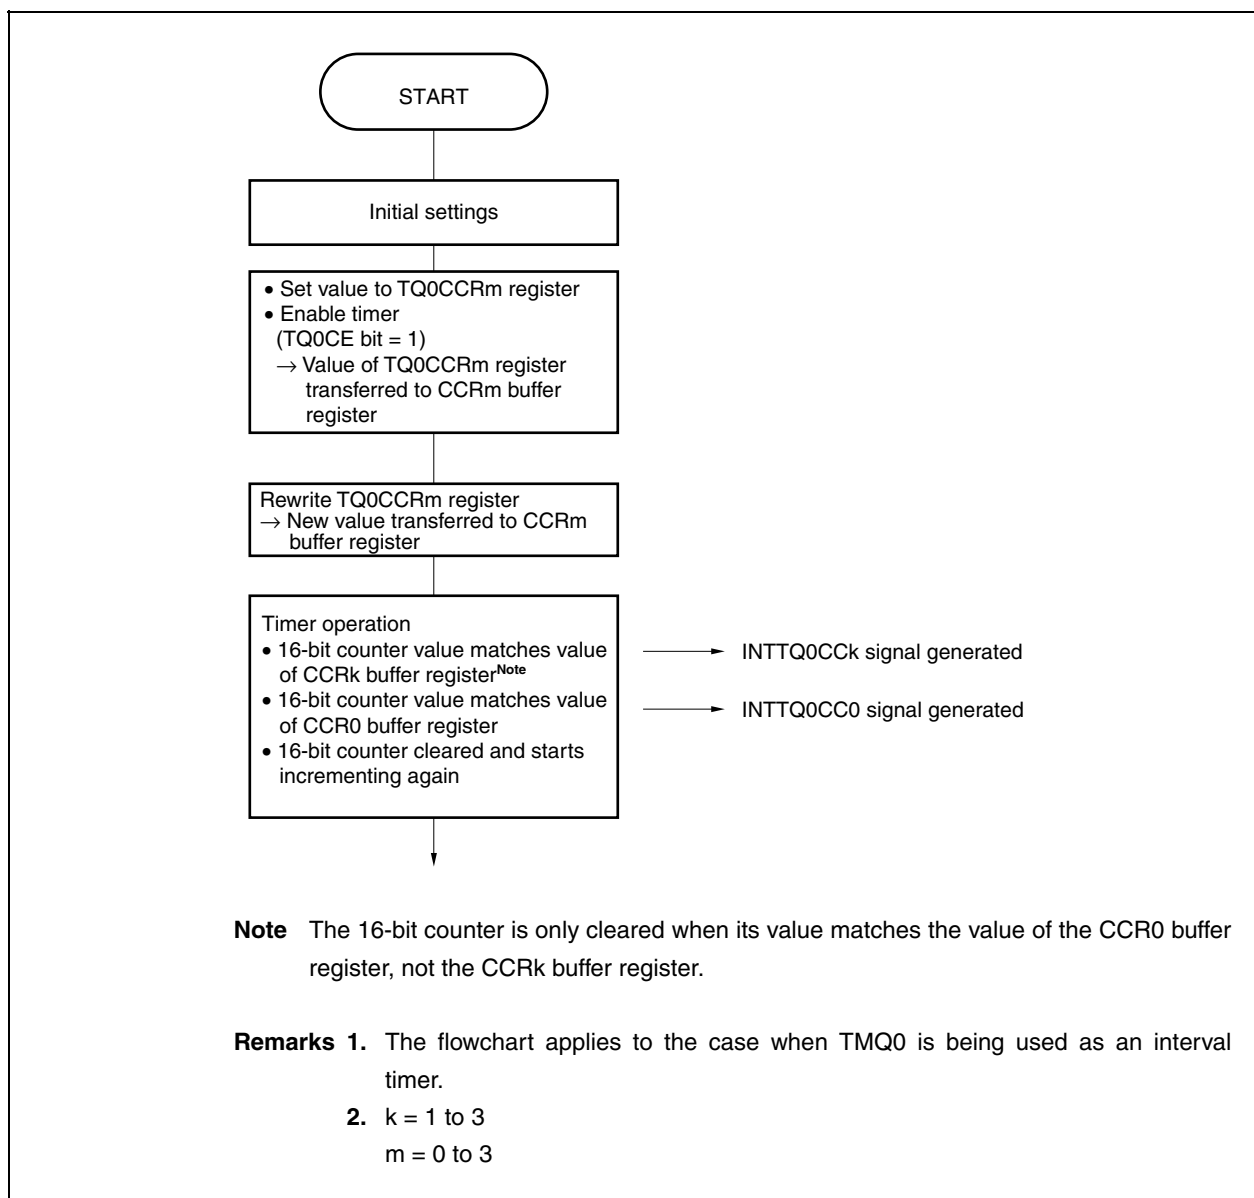 START
Initial settings
• Set value to TQ0CCRm register
• Enable timer
(TQ0CE bit = 1)
→ Value of TQ0CCRm register
transferred to CCRm buffer
register
Rewrite TQ0CCRm register
→ New value transferred to CCRm
buffer register
Timer operation
• 16-bit counter value matches value
of CCRk buffer registerNote
• 16-bit counter value matches value
of CCR0 buffer register
• 16-bit counter cleared and starts
incrementing again
INTTQ0CCk signal generated
INTTQ0CC0 signal generated
Note The 16-bit counter is only cleared when its value matches the value of the CCR0 buffer
register, not the CCRk buffer register.
Remarks 1. The flowchart applies to the case when TMQ0 is being used as an interval
timer.
2. k = 1 to 3
m = 0 to 3